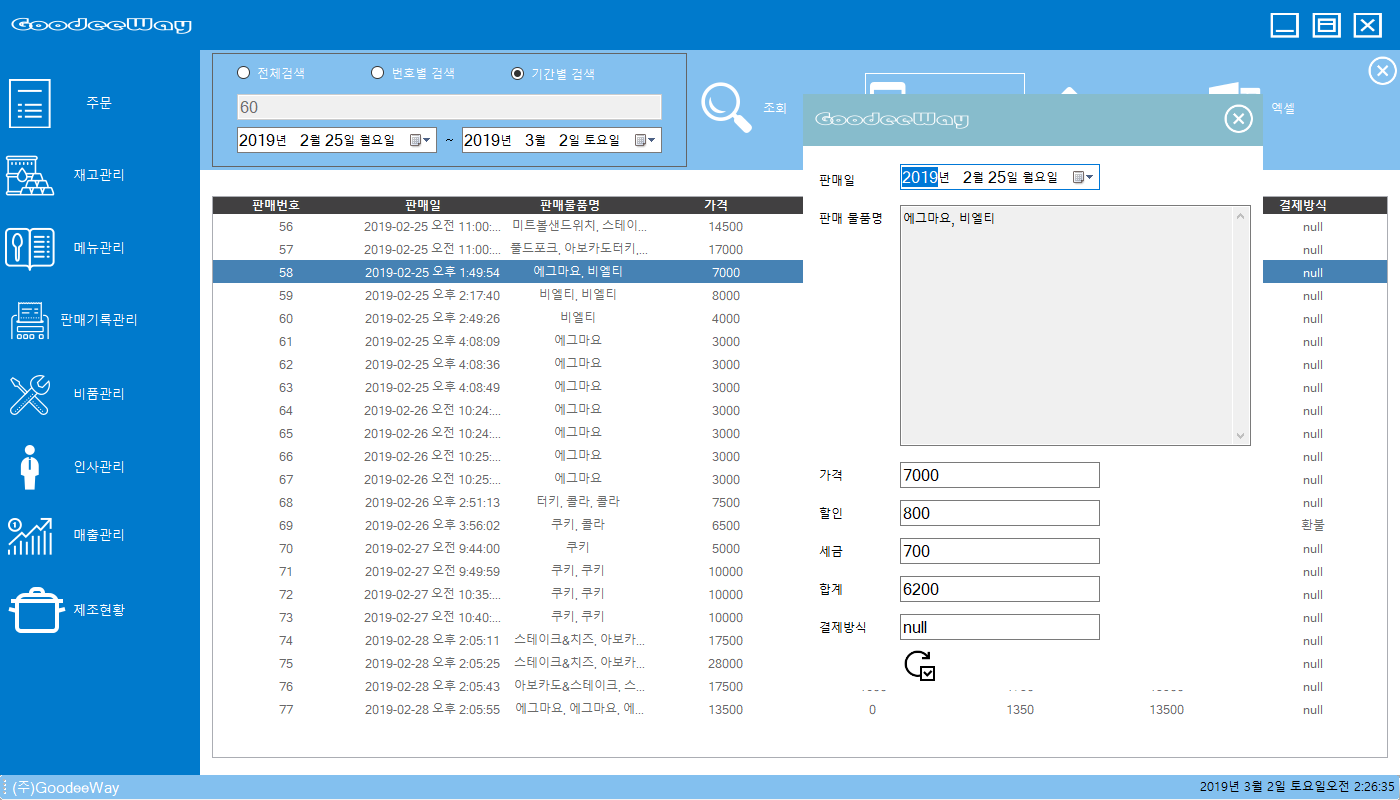 GoodeeWay
주문
재고관리
메뉴관리
판매기록관리
비품관리
인사관리
매출관리
제조현황
전체검색 번호별 검색 기간별 검색
60
2019년 2월 25일 월요일 ~ 2019년 3월 2일 토요일
조회
엑셀
판매번호 판매일 판매물품명 가격 결제방식
56 2019-02-25 오전 11:00:... 미트볼샌드위치, 스테이... 14500 null
57 2019-02-25 오전 11:00:... 풀드포크, 아보카도터키,... 17000 null
58 2019-02-25 오후 1:49:54 에그마요, 비엘티 7000 null
59 2019-02-25 오후 2:17:40 비엘티, 비엘티 8000 null
60 2019-02-25 오후 2:49:26 비엘티 4000 null
61 2019-02-25 오후 4:08:09 에그마요 3000 null
62 2019-02-25 오후 4:08:36 에그마요 3000 null
63 2019-02-25 오후 4:08:49 에그마요 3000 null
64 2019-02-26 오전 10:24:... 에그마요 3000 null
65 2019-02-26 오전 10:24:... 에그마요 3000 null
66 2019-02-26 오전 10:25:... 에그마요 3000 null
67 2019-02-26 오전 10:25:... 에그마요 3000 null
68 2019-02-26 오후 2:51:13 터키, 콜라, 콜라 7500 null
69 2019-02-26 오후 3:56:02 쿠키, 콜라 6500 환불
70 2019-02-27 오전 9:44:00 쿠키 5000 null
71 2019-02-27 오전 9:49:59 쿠키, 쿠키 10000 null
72 2019-02-27 오전 10:35:... 쿠키, 쿠키 10000 null
73 2019-02-27 오전 10:40:... 쿠키, 쿠키 10000 null
74 2019-02-28 오후 2:05:11 스테이크&치즈, 아보카... 17500 null
75 2019-02-28 오후 2:05:25 스테이크&치즈, 아보카... 28000 null
76 2019-02-28 오후 2:05:43 아보카도&스테이크, 스... 17500 null
77 2019-02-28 오후 2:05:55 에그마요, 에그마요, 에... 13500 0 1350 13500 null
GoodeeWay
판매일 2019년 2월 25일 월요일
판매 물품명 에그마요, 비엘티
가격 7000
할인 800
세금 700
합계 6200
결제방식 null
(주)GoodeeWay
2019년 3월 2일 토요일오전 2:26:35